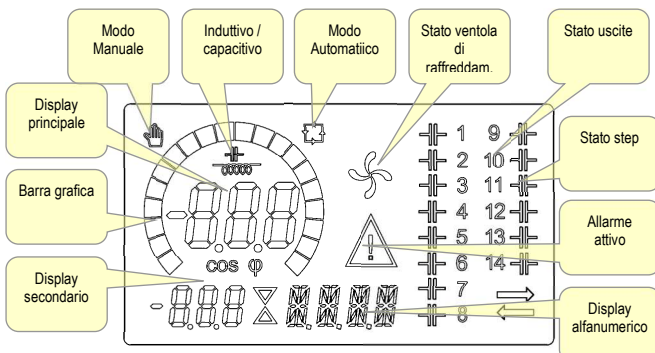 Modo
Manuale
Induttivo /
capacitivo
Modo
Automatiico
Stato ventola
di
raffreddam.
Stato uscite
Display
principale
Stato step
Barra grafica
Allarme
attivo
Display
secondario
Display
alfanumerico
cos φ
1 9
2 10
3 11
4 12
5 13
6 14
7
8